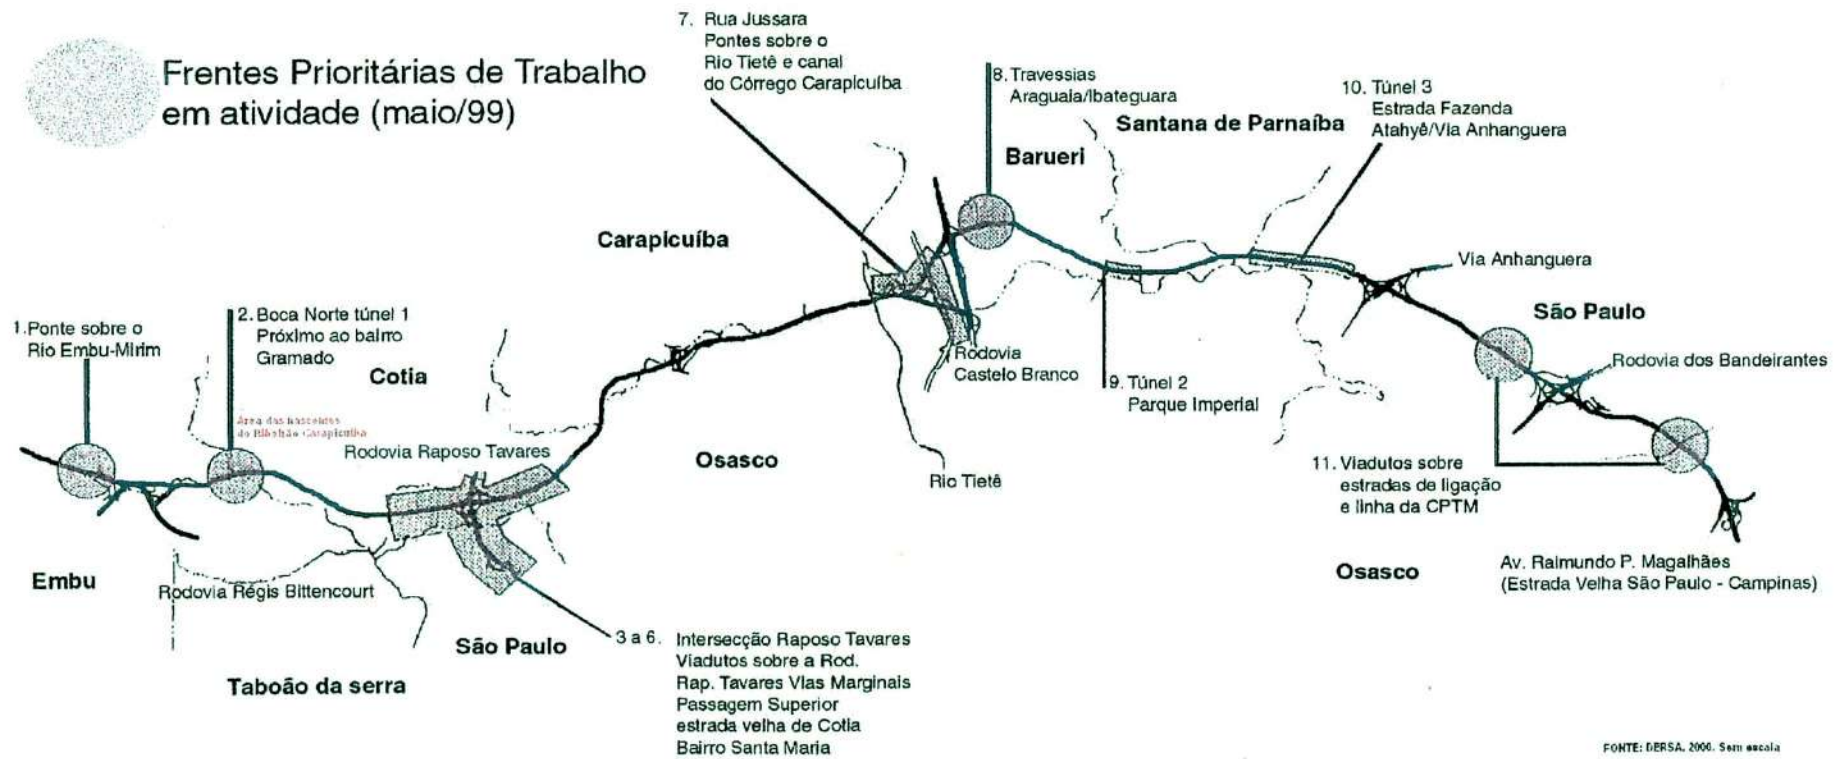 Frentes Prioritárias de Trabalho
em atividade (maio/99)
7. Rua Jussara
Pontes sobre o
Rio Tietê e canal
do Córrego Carapicuíba
8. Travessias
Araguaia/Ibateguara
10. Túnel 3
Estrada Fazenda
Atahyê/Via Anhanguera
Santana de Parnaíba
Barueri
Carapicuíba
Via Anhanguera
São Paulo
1. Ponte sobre o
Rio Embu-Mirim
2. Boca Norte túnel 1
Próximo ao bairro
Gramado
Cotia
Área das nascentes
do Ribeirão Carapicuíba
Rodovia Raposo Tavares
Rodovia
Castelo Branco
9. Túnel 2
Parque Imperial
Rodovia dos Bandeirantes
Osasco
Rio Tietê
11. Viadutos sobre
estradas de ligação
e linha da CPTM
Embu
Rodovia Régis Bittencourt
Osasco
Av. Raimundo P. Magalhães
(Estrada Velha São Paulo - Campinas)
São Paulo
Taboão da serra
3 a 6. Intersecção Raposo Tavares
Viadutos sobre a Rod.
Rap. Tavares Vias Marginais
Passagem Superior
estrada velha de Cotia
Bairro Santa Maria
FONTE: DERSA, 2000. Sem escala